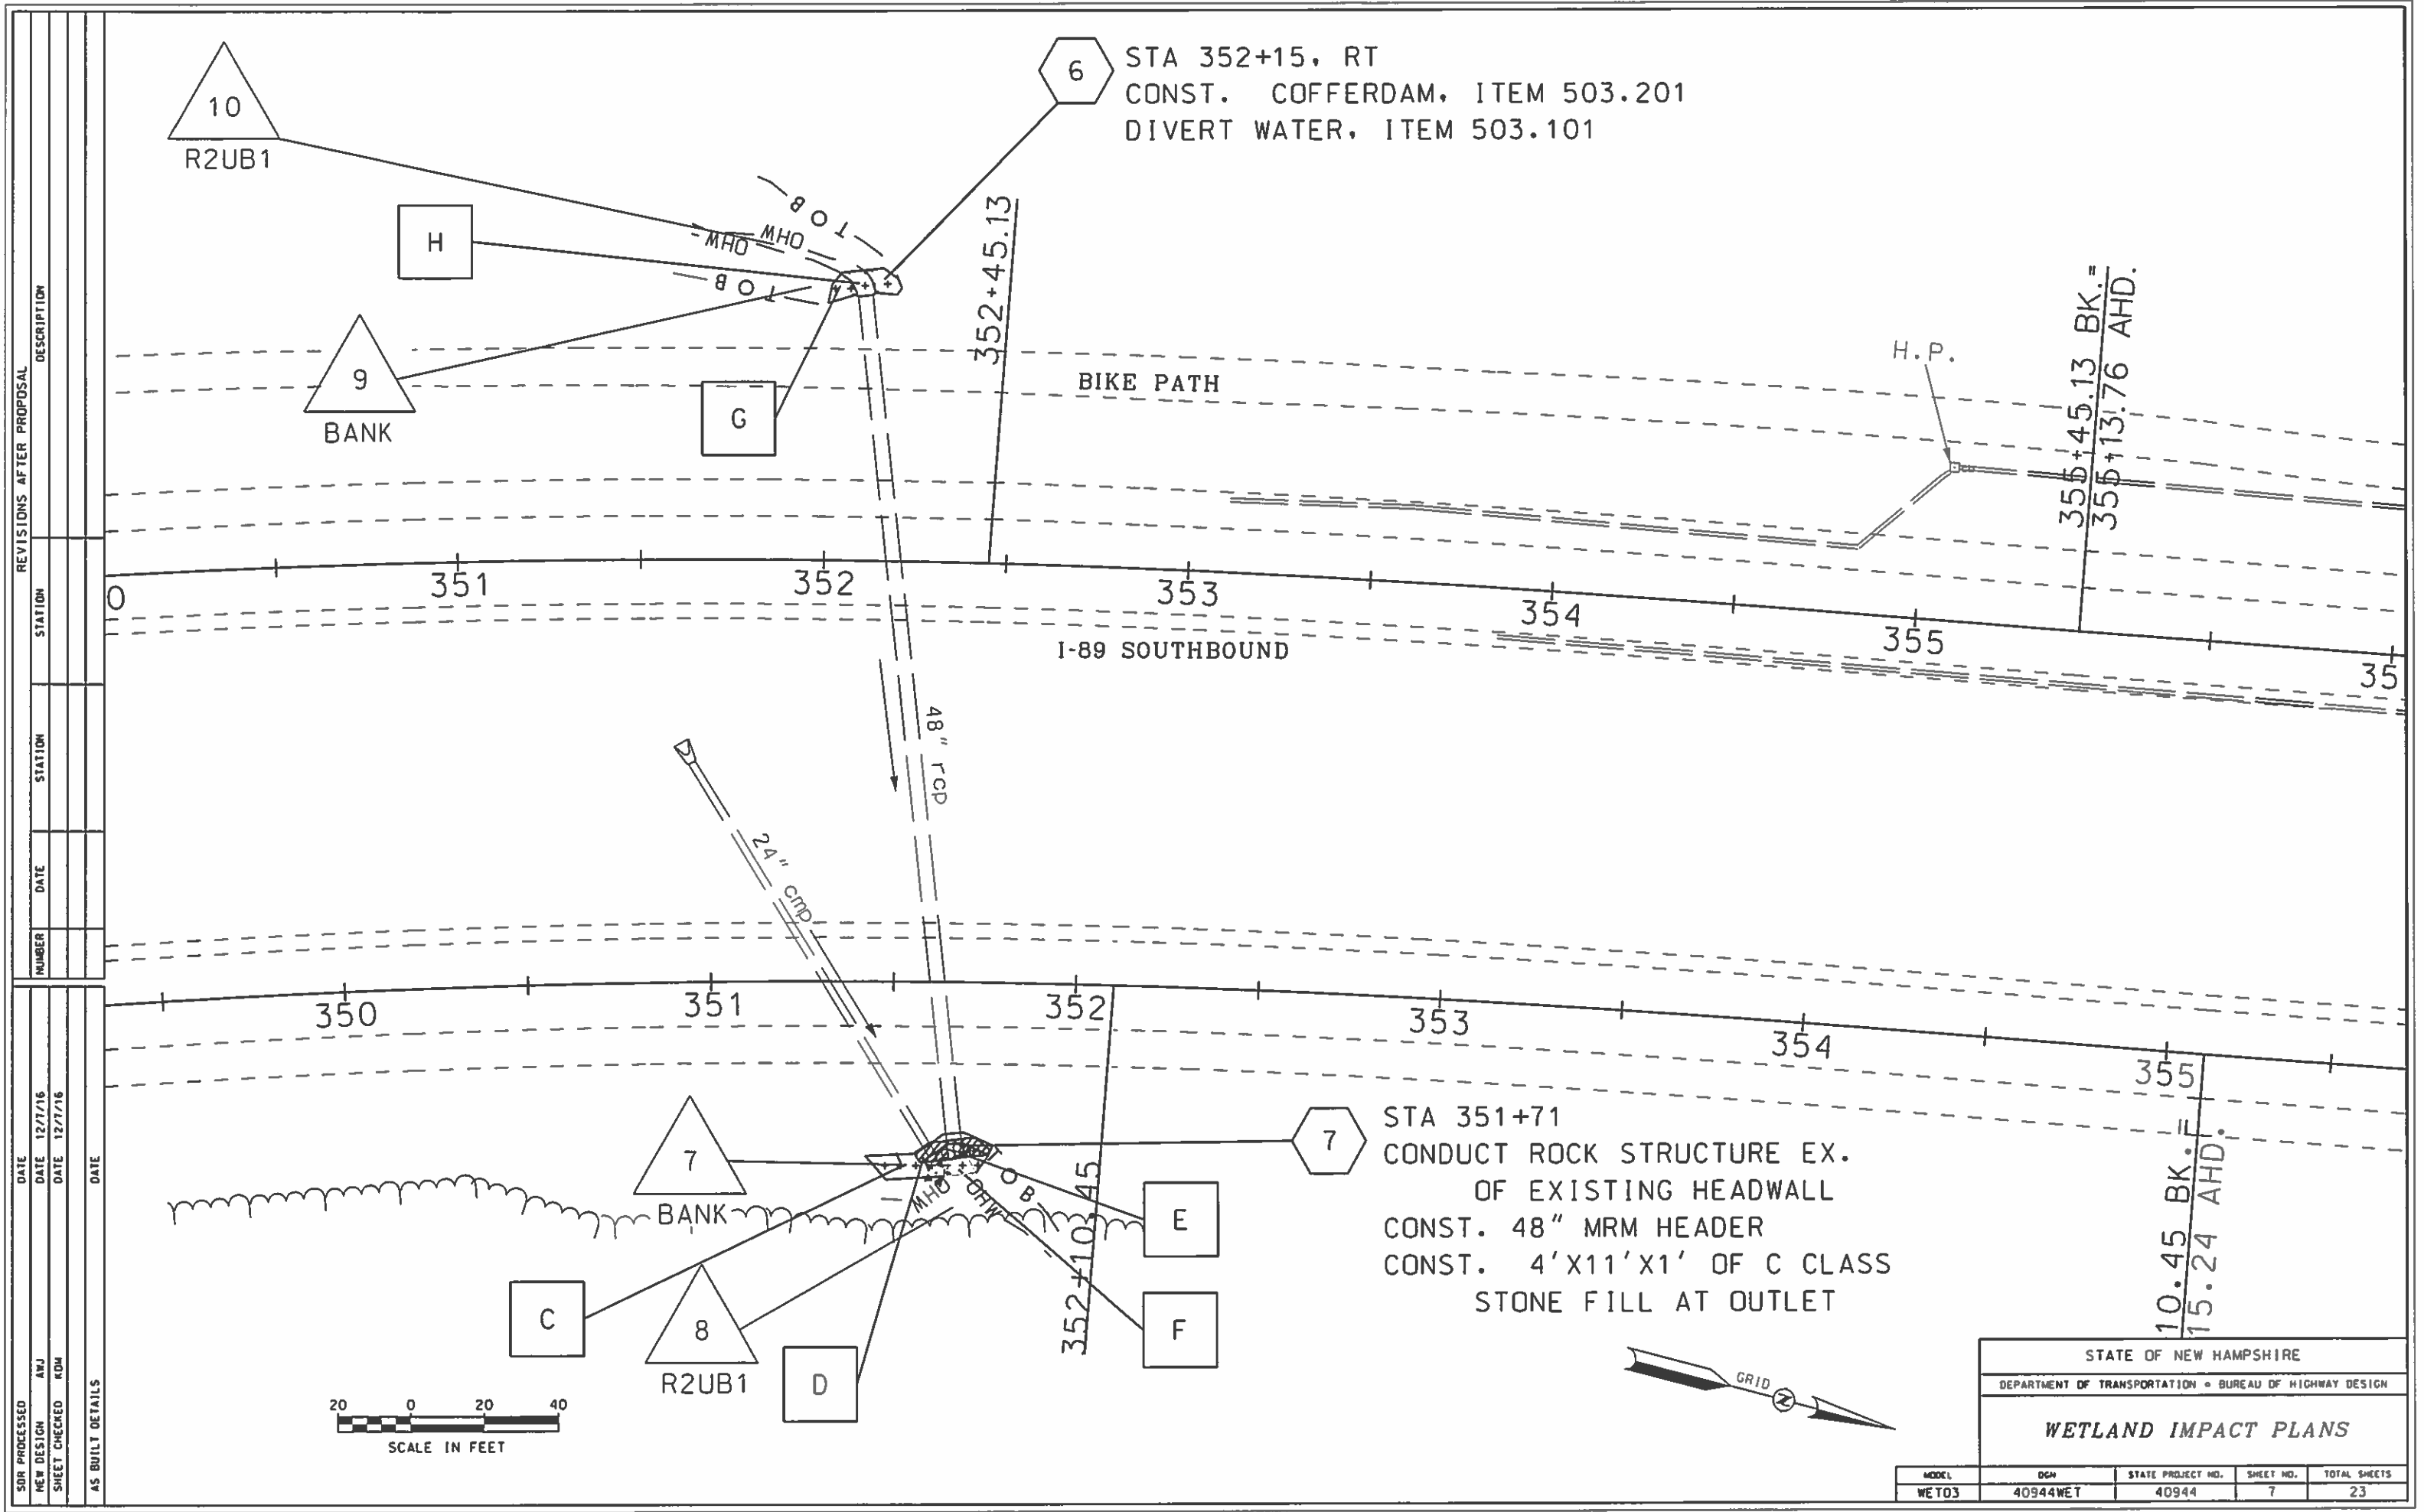 10
R2UB1
6
STA 352+15, RT
CONST. COFFERDAM, ITEM 503.201
DIVERT WATER, ITEM 503.101
H
T O B
OHW
OHW
T O B
9
BANK
G
352+45.13
BIKE PATH
H.P.
355+45.13 BK.=
355+13.76 AHD.
0
351
352
353
354
355
35
I-89 SOUTHBOUND
48" rcp
24" cmp
350
351
352
353
354
355
7
BANK
C
8
R2UB1
D
OHW
OHW
T O B
E
F
352+10.45
7
STA 351+71
CONDUCT ROCK STRUCTURE EX.
OF EXISTING HEADWALL
CONST. 48" MRM HEADER
CONST. 4'X11'X1' OF C CLASS
STONE FILL AT OUTLET
10.45 BK.=
15.24 AHD.
20 0 20 40
SCALE IN FEET
GRID
N
STATE OF NEW HAMPSHIRE
DEPARTMENT OF TRANSPORTATION • BUREAU OF HIGHWAY DESIGN
WETLAND IMPACT PLANS
MODEL DGN STATE PROJECT NO. SHEET NO. TOTAL SHEETS
WET03 40944WET 40944 7 23
REVISIONS AFTER PROPOSAL
NUMBER DATE STATION STATION DESCRIPTION
SDR PROCESSED DATE
NEW DESIGN AWJ DATE 12/7/16
SHEET CHECKED KDM DATE 12/7/16
AS BUILT DETAILS DATE